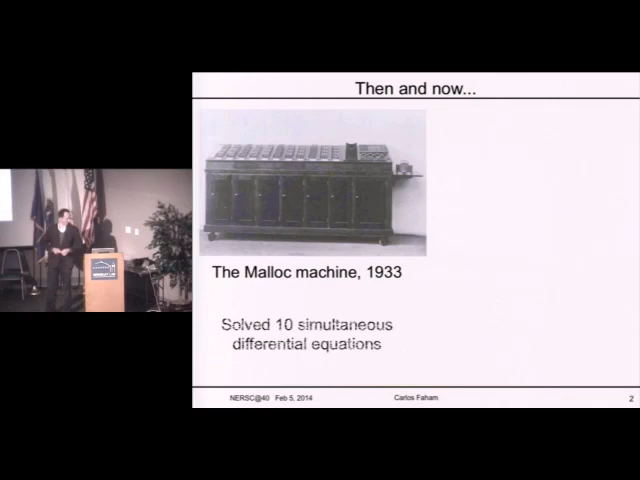 Then and now...
The Malloc machine, 1933
Solved 10 simultaneous
differential equations
NERSC@40 Feb 5, 2014
Carlos Faham
2